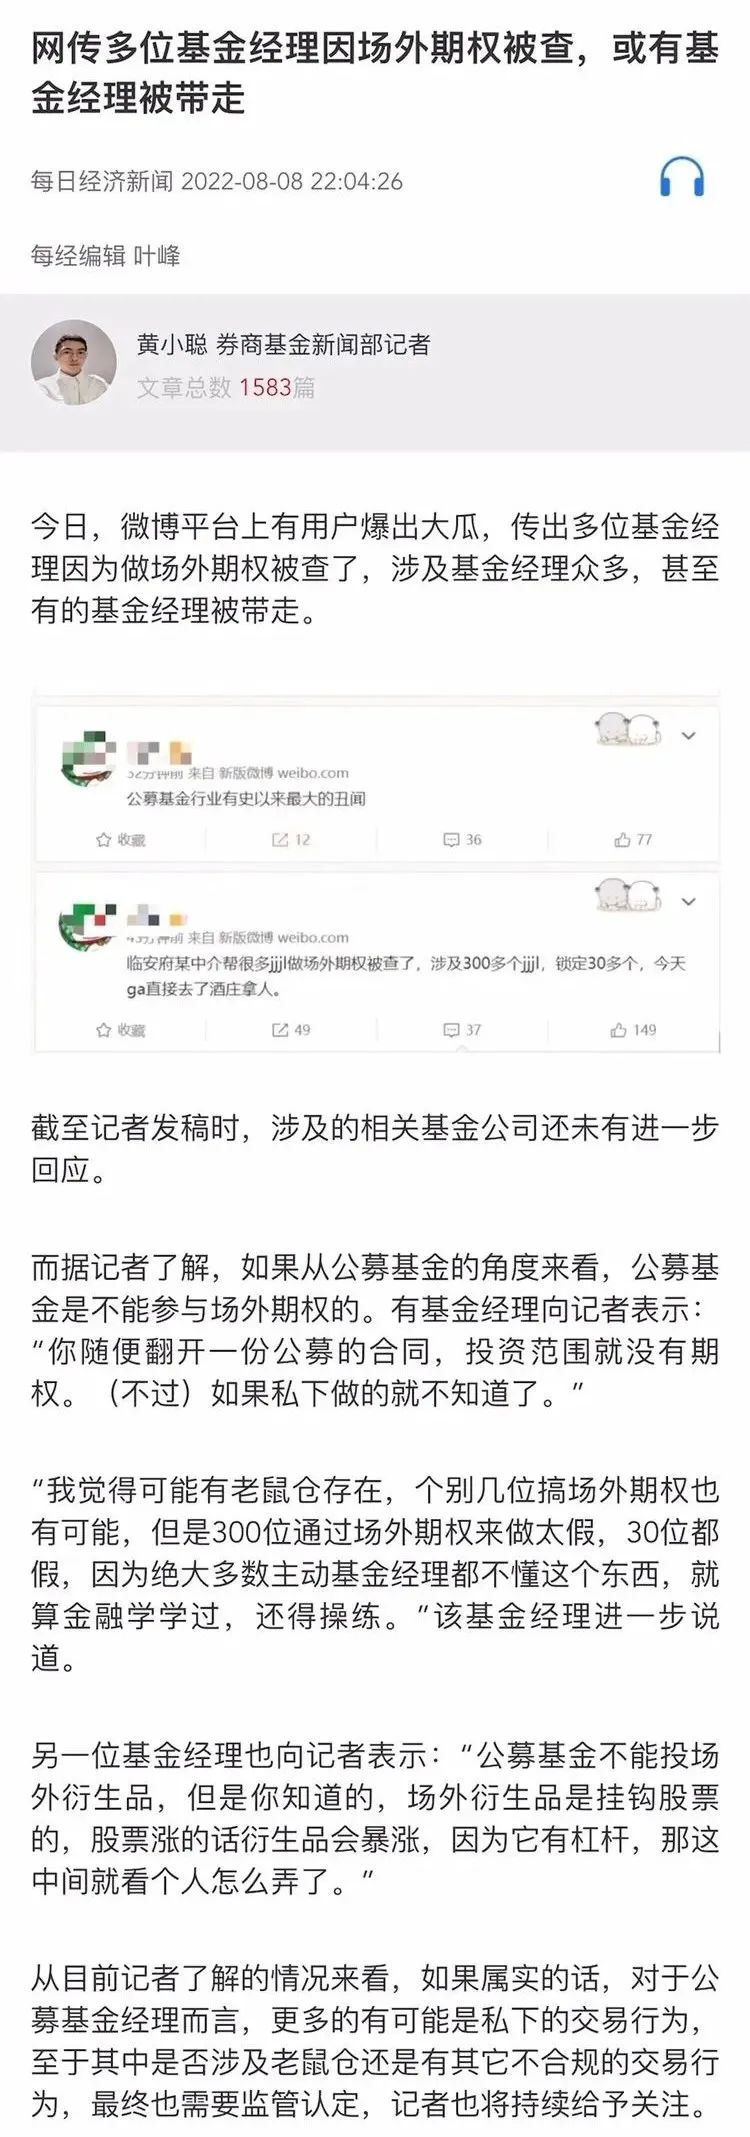 网传多位基金经理因场外期权被查，或有基
金经理被带走
每日经济新闻 2022-08-08 22:04:26
每经编辑 叶峰
黄小聪 券商基金新闻部记者
文章总数 1583篇
今日，微博平台上有用户爆出大瓜，传出多位基金经
理因为做场外期权被查了，涉及基金经理众多，甚至
有的基金经理被带走。
52分钟前 来自 新版微博 weibo.com
公募基金行业有史以来最大的丑闻
收藏 12 36 77
43分钟前 来自 新版微博 weibo.com
临安府某中介帮很多jjjl做场外期权被查了，涉及300多个jjjl，锁定30多个，今天
ga直接去了酒庄拿人。
收藏 49 37 149
截至记者发稿时，涉及的相关基金公司还未有进一步
回应。
而据记者了解，如果从公募基金的角度来看，公募基
金是不能参与场外期权的。有基金经理向记者表示：
“你随便翻开一份公募的合同，投资范围就没有期
权。（不过）如果私下做的就不知道了。”
“我觉得可能有老鼠仓存在，个别几位搞场外期权也
有可能，但是300位通过场外期权来做太假，30位都
假，因为绝大多数主动基金经理都不懂这个东西，就
算金融学学过，还得操练。”该基金经理进一步说
道。
另一位基金经理也向记者表示：“公募基金不能投场
外衍生品，但是你知道的，场外衍生品是挂钩股票
的，股票涨的话衍生品会暴涨，因为它有杠杆，那这
中间就看个人怎么弄了。”
从目前记者了解的情况来看，如果属实的话，对于公
募基金经理而言，更多的有可能是私下的交易行为，
至于其中是否涉及老鼠仓还是有其它不合规的交易行
为，最终也需要监管认定，记者也将持续给予关注。